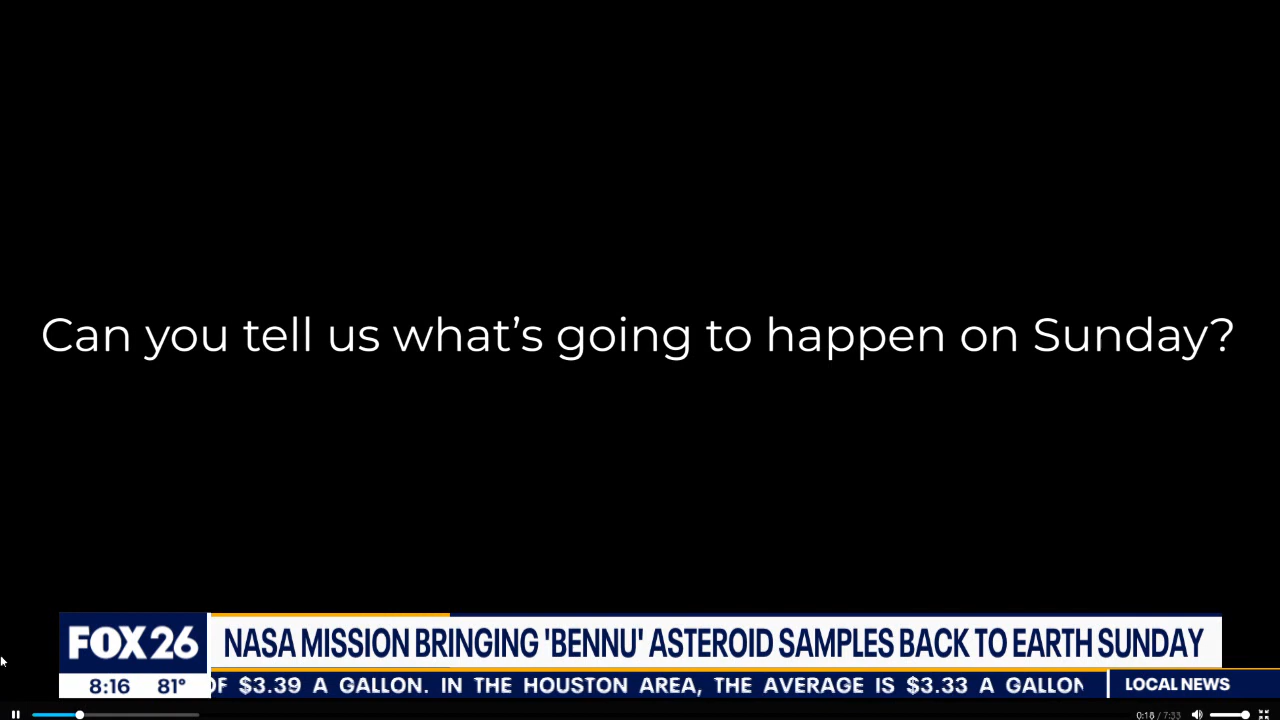 Can you tell us what’s going to happen on Sunday?
FOX 26
NASA MISSION BRINGING 'BENNU' ASTEROID SAMPLES BACK TO EARTH SUNDAY
8:16 81°
OF $3.39 A GALLON. IN THE HOUSTON AREA, THE AVERAGE IS $3.33 A GALLON
LOCAL NEWS
0:18 / 7:33